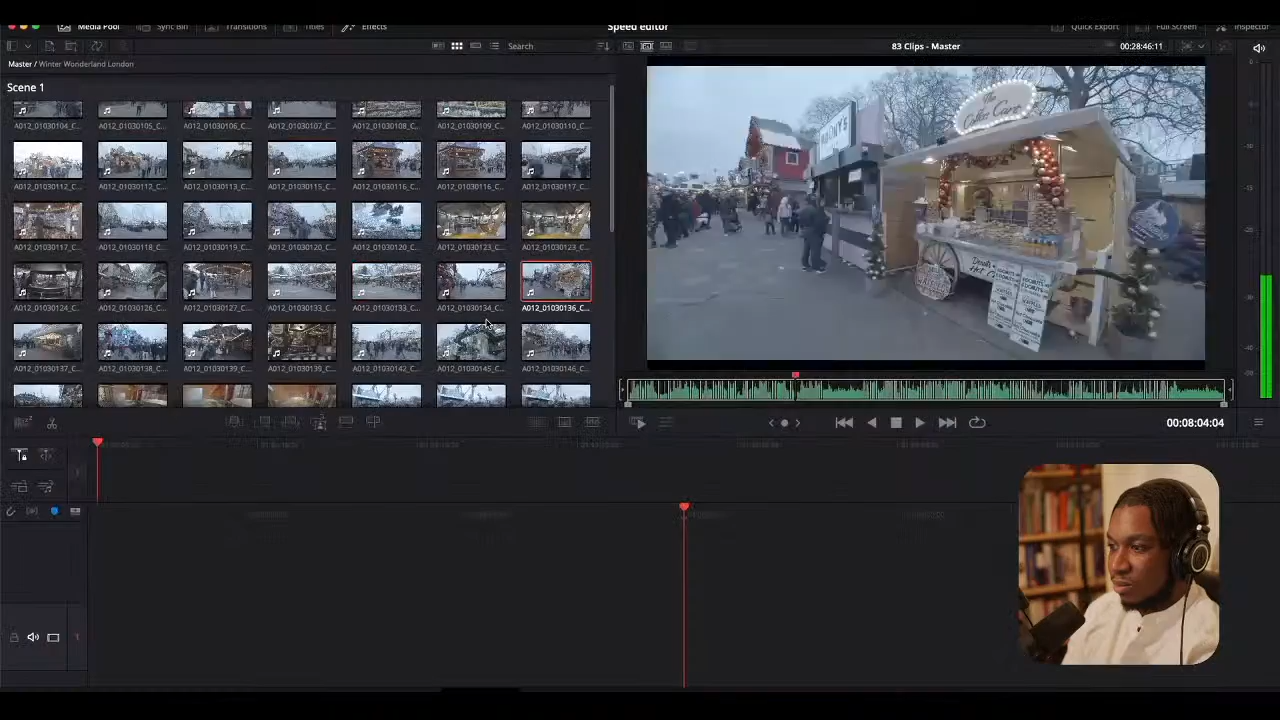 Media Pool
Sync Bin
Transitions
Titles
Effects
Speed editor
Quick Export
Full Screen
Inspector
Search
83 Clips - Master
00:28:46:11
Master / Winter Wonderland London
Scene 1
A012_01030104_C...
A012_01030105_C...
A012_01030106_C...
A012_01030107_C...
A012_01030108_C...
A012_01030109_C...
A012_01030110_C...
A012_01030112_C...
A012_01030112_C...
A012_01030113_C...
A012_01030115_C...
A012_01030116_C...
A012_01030116_C...
A012_01030117_C...
A012_01030117_C...
A012_01030118_C...
A012_01030119_C...
A012_01030120_C...
A012_01030120_C...
A012_01030123_C...
A012_01030123_C...
A012_01030124_C...
A012_01030127_C...
A012_01030127_C...
A012_01030133_C...
A012_01030133_C...
A012_01030134_C...
A012_01030136_C...
A012_01030137_C...
A012_01030138_C...
A012_01030139_C...
A012_01030139_C...
A012_01030142_C...
A012_01030145_C...
A012_01030146_C...
The
Coffee Cart
00:08:04:04
1